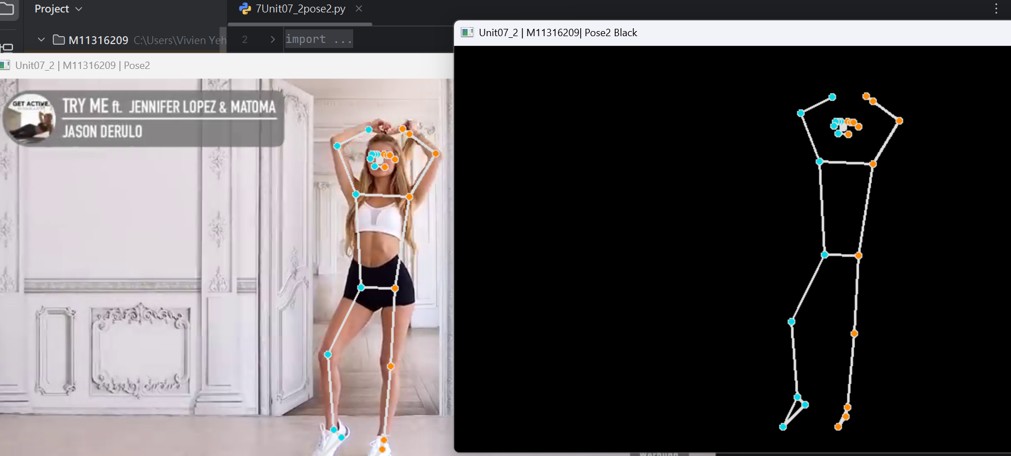 Project
7Unit07_2pose2.py
M11316209 C:\Users\Vivien Yeh
2 import ...
Unit07_2 | M11316209| Pose2 Black
Unit07_2 | M11316209 | Pose2
GET ACTIVE.
TRY ME ft. JENNIFER LOPEZ & MATOMA
JASON DERULO